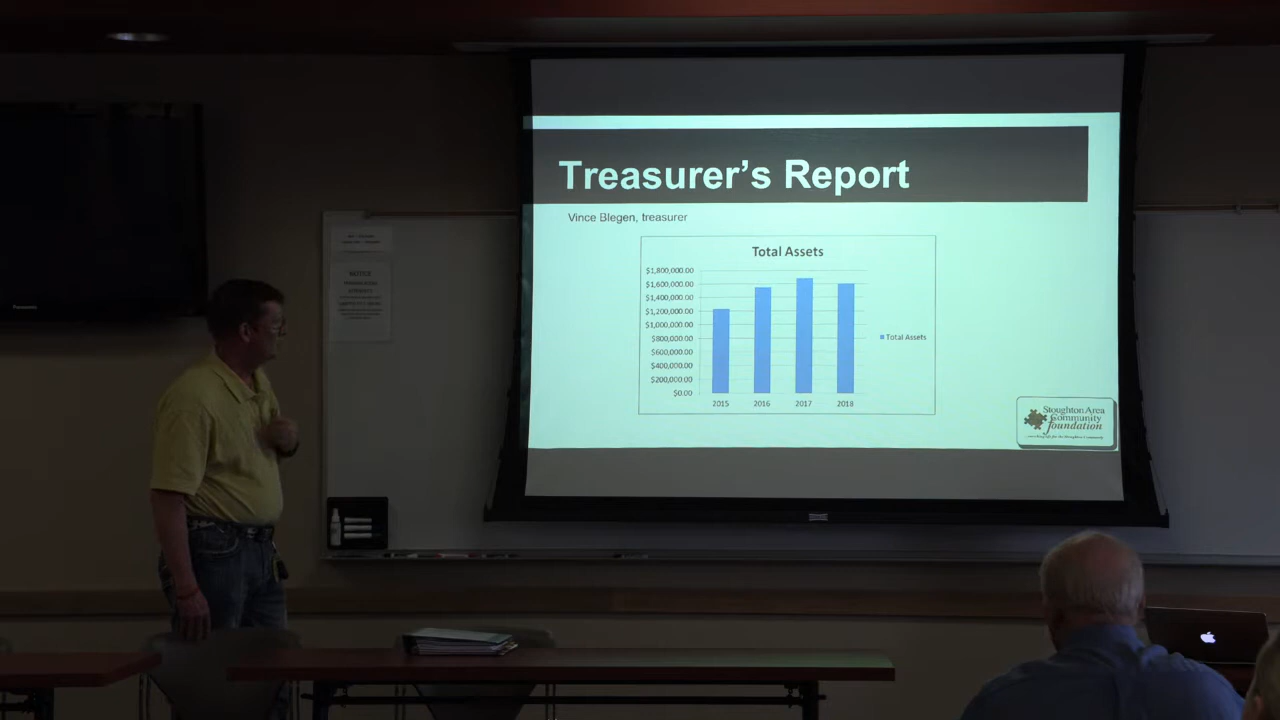 Treasurer's Report
Vince Blegen, treasurer
Total Assets
$1,800,000.00
$1,600,000.00
$1,400,000.00
$1,200,000.00
$1,000,000.00
$800,000.00
$600,000.00
$400,000.00
$200,000.00
$0.00
2015 2016 2017 2018
Total Assets
Stoughton Area
Community
foundation
NOTICE
Panasonic